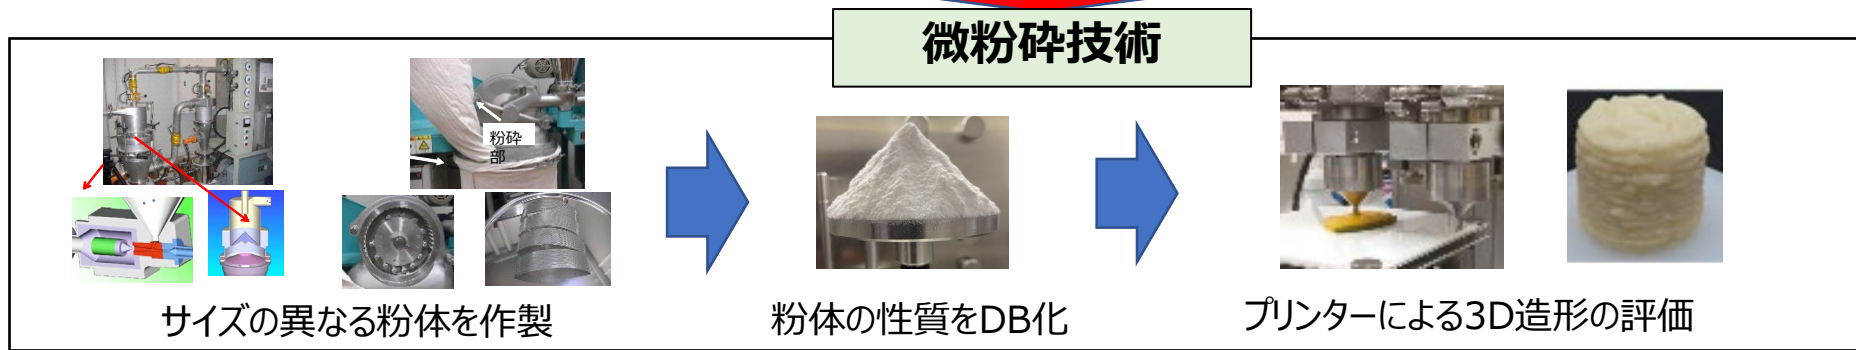 微粉砕技術
粉砕
部
サイズの異なる粉体を作製
粉体の性質をDB化
プリンターによる3D造形の評価